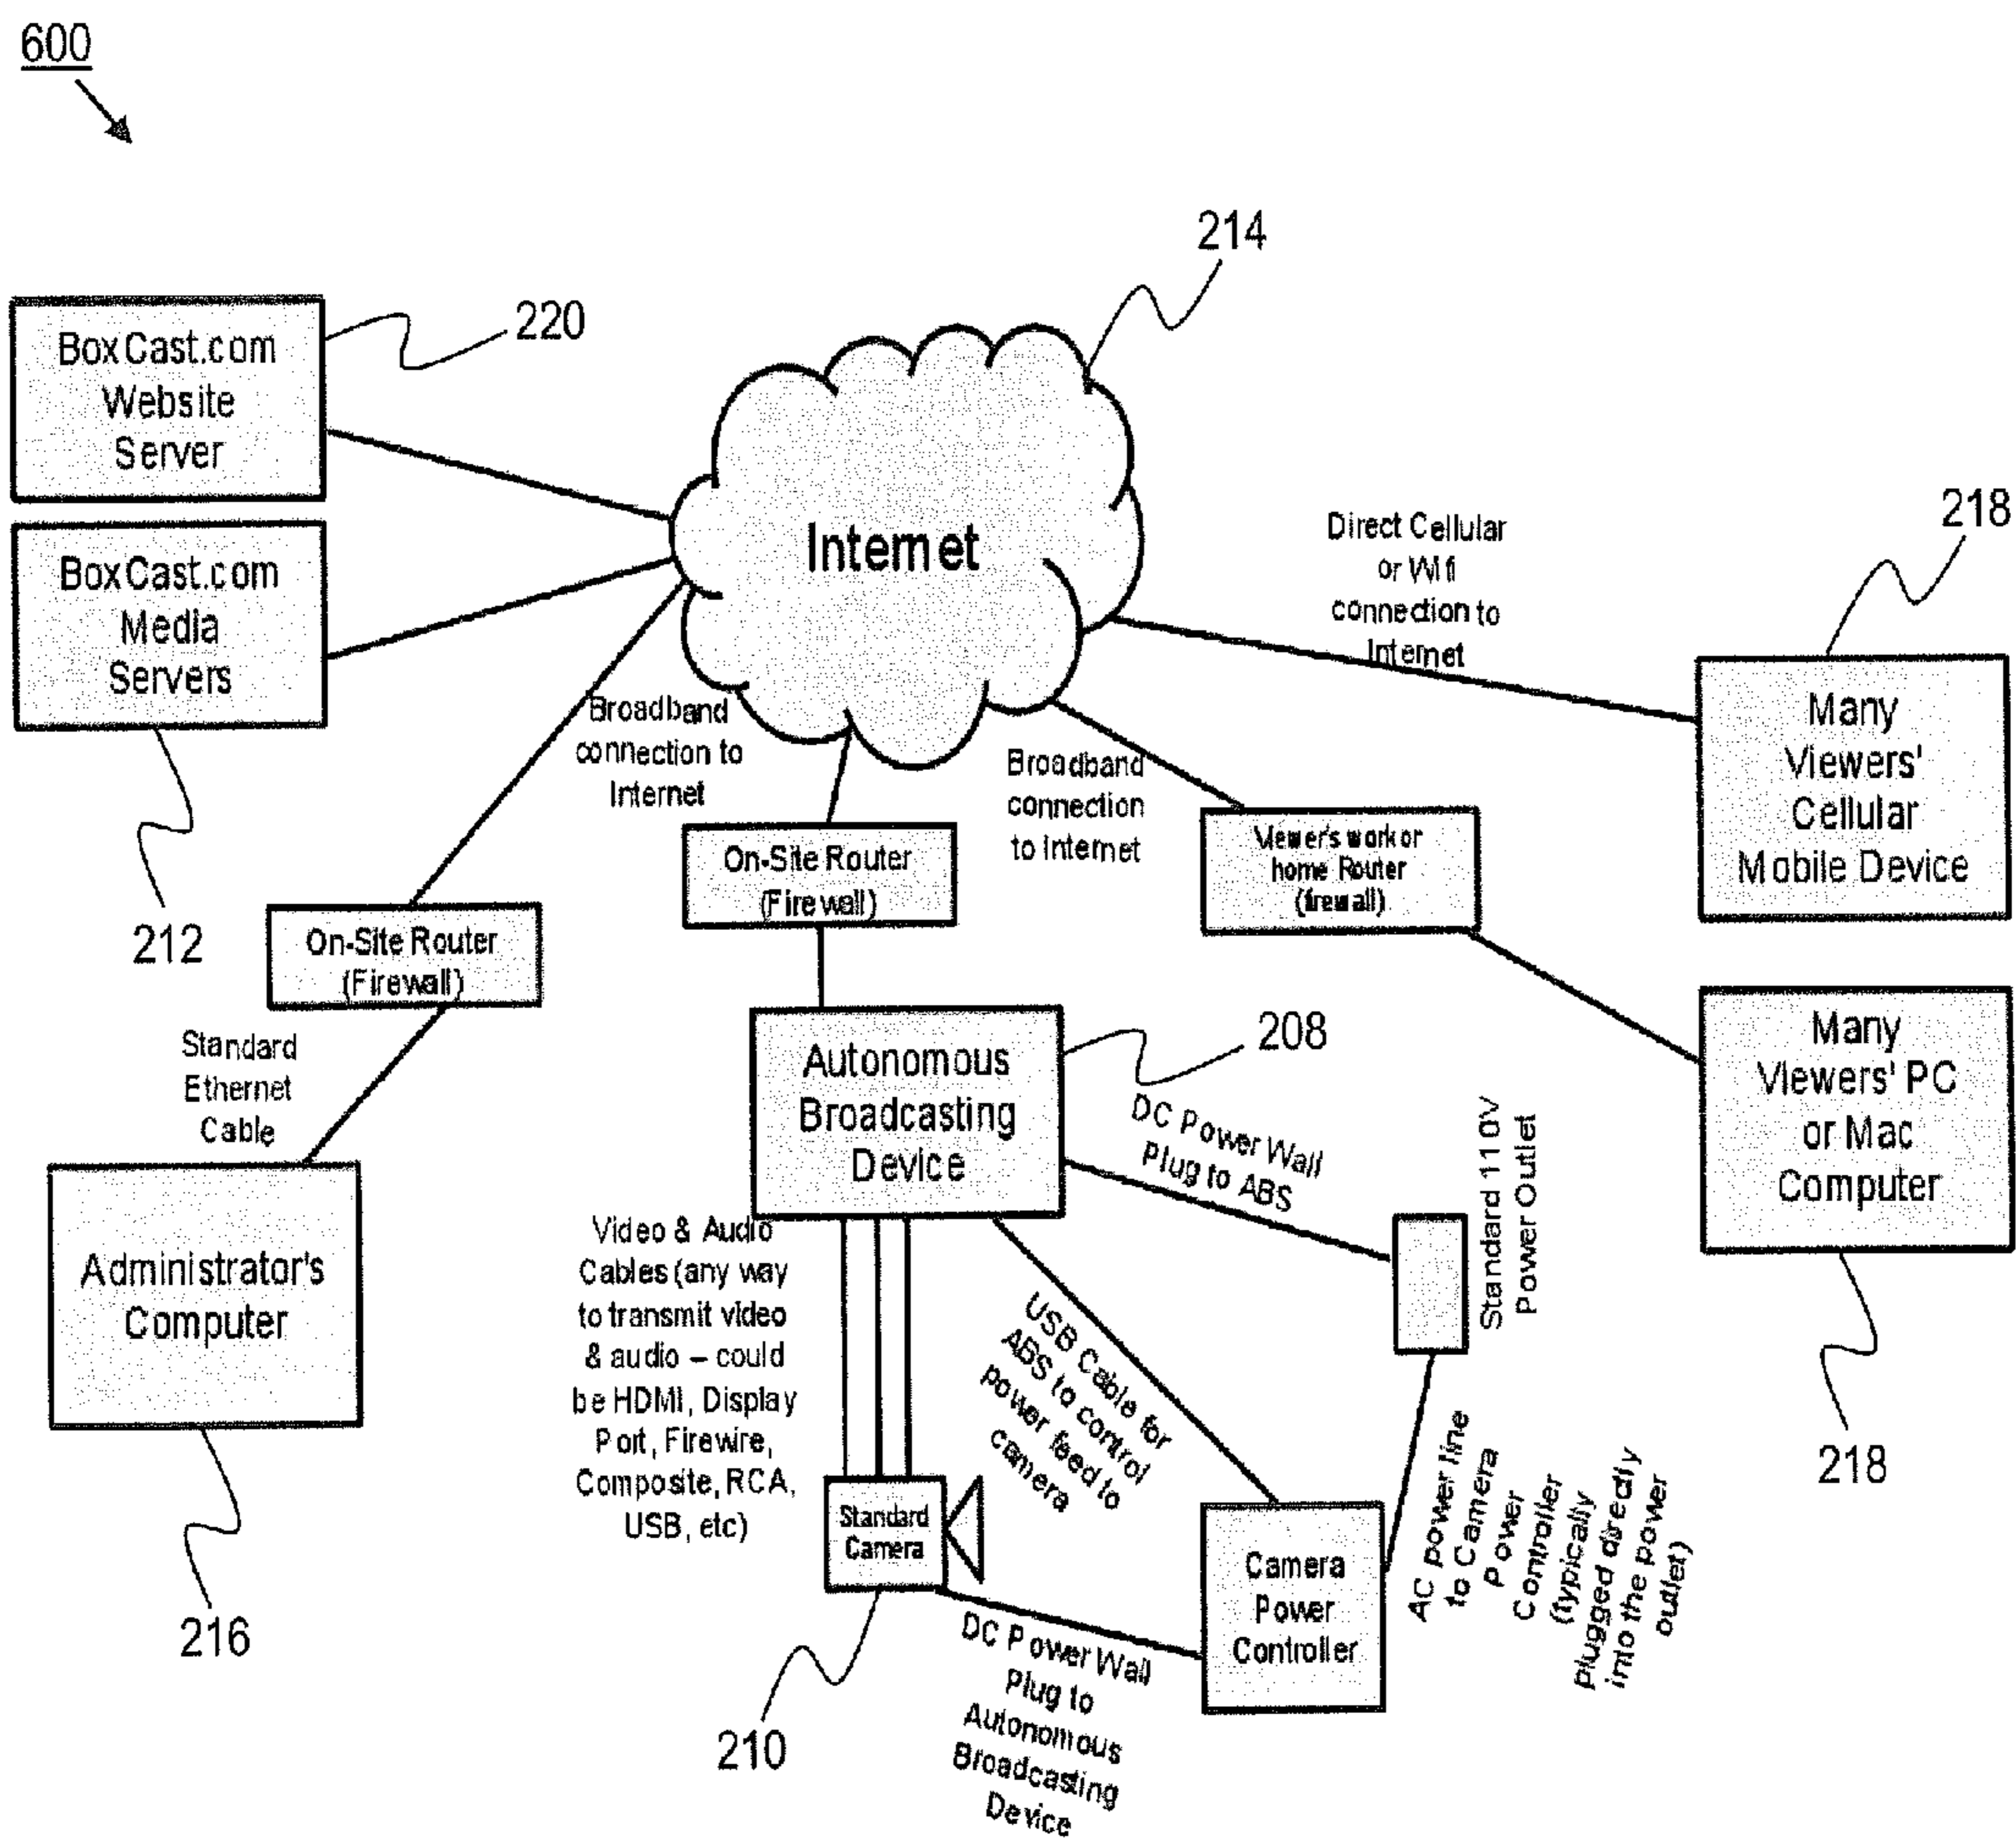 600
214
220
BoxCast.com
Website
Server
218
Direct Cellular
or Wifi
connection to
Internet
Internet
BoxCast.com
Media
Servers
Many
Viewers'
Cellular
Mobile Device
Broadband
connection to
Internet
Broadband
connection
to Internet
212
On-Site Router
(Firewall)
On-Site Router
(Firewall)
Viewer's work or
home Router
(firewall)
Standard
Ethernet
Cable
208
Autonomous
Broadcasting
Device
Many
Viewers' PC
or Mac
Computer
DC Power Wall
Plug to ABS
Standard 110V
Power Outlet
Administrator's
Computer
Video & Audio
Cables (any way
to transmit video
& audio – could
be HDMI, Display
Port, Firewire,
Composite, RCA,
USB, etc)
USB Cable for
ABS to control
power feed to
camera
218
Standard
Camera
Camera
Power
Controller
AC power line
to Camera
Power
Controller
(typically
plugged directly
into the power
outlet)
216
210
DC Power Wall
Plug to
Autonomous
Broadcasting
Device